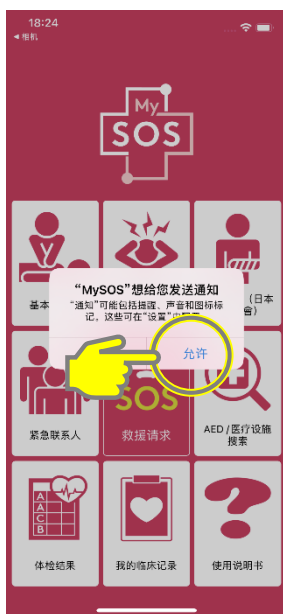 18:24
◀ 相机
My
SOS
“MySOS”想给您发送通知
“通知”可能包括提醒、声音和图标标
记，这些可在“设置”中
允许
基本
（日本
SOS
紧急联系人
救援请求
AED / 医疗设施
搜索
A
A
C
B
体检结果
我的临床记录
使用说明书